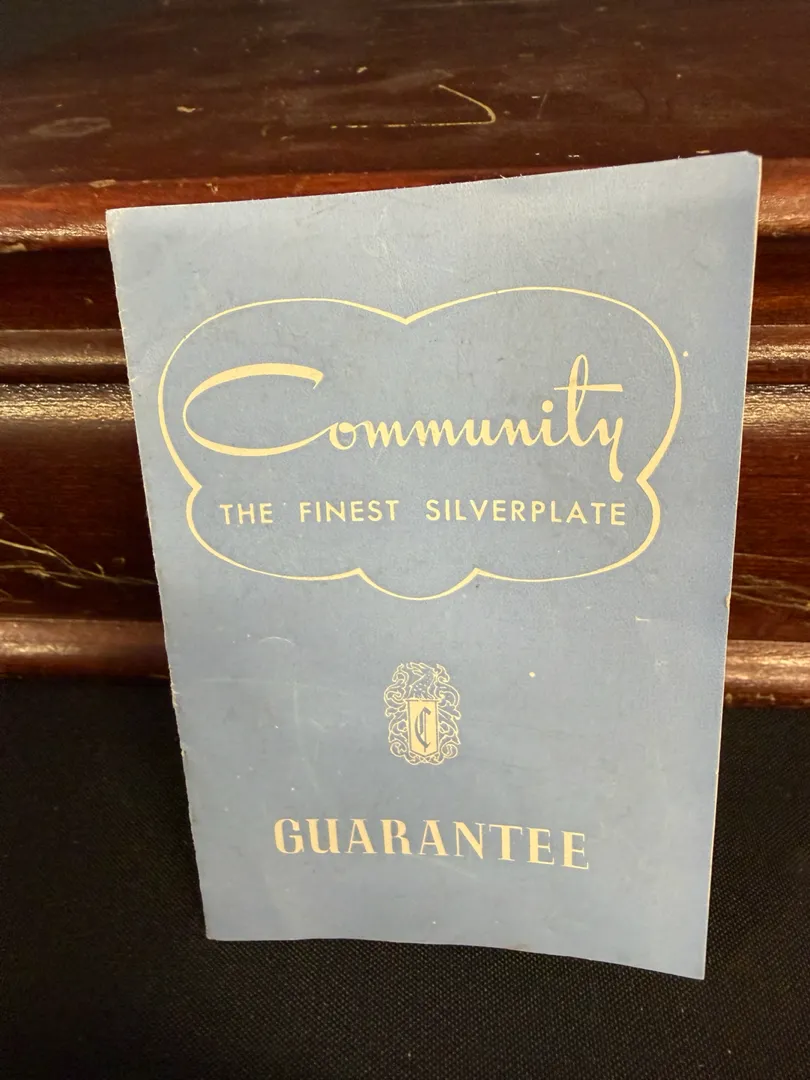 Community
THE FINEST SILVERPLATE
C
GUARANTEE